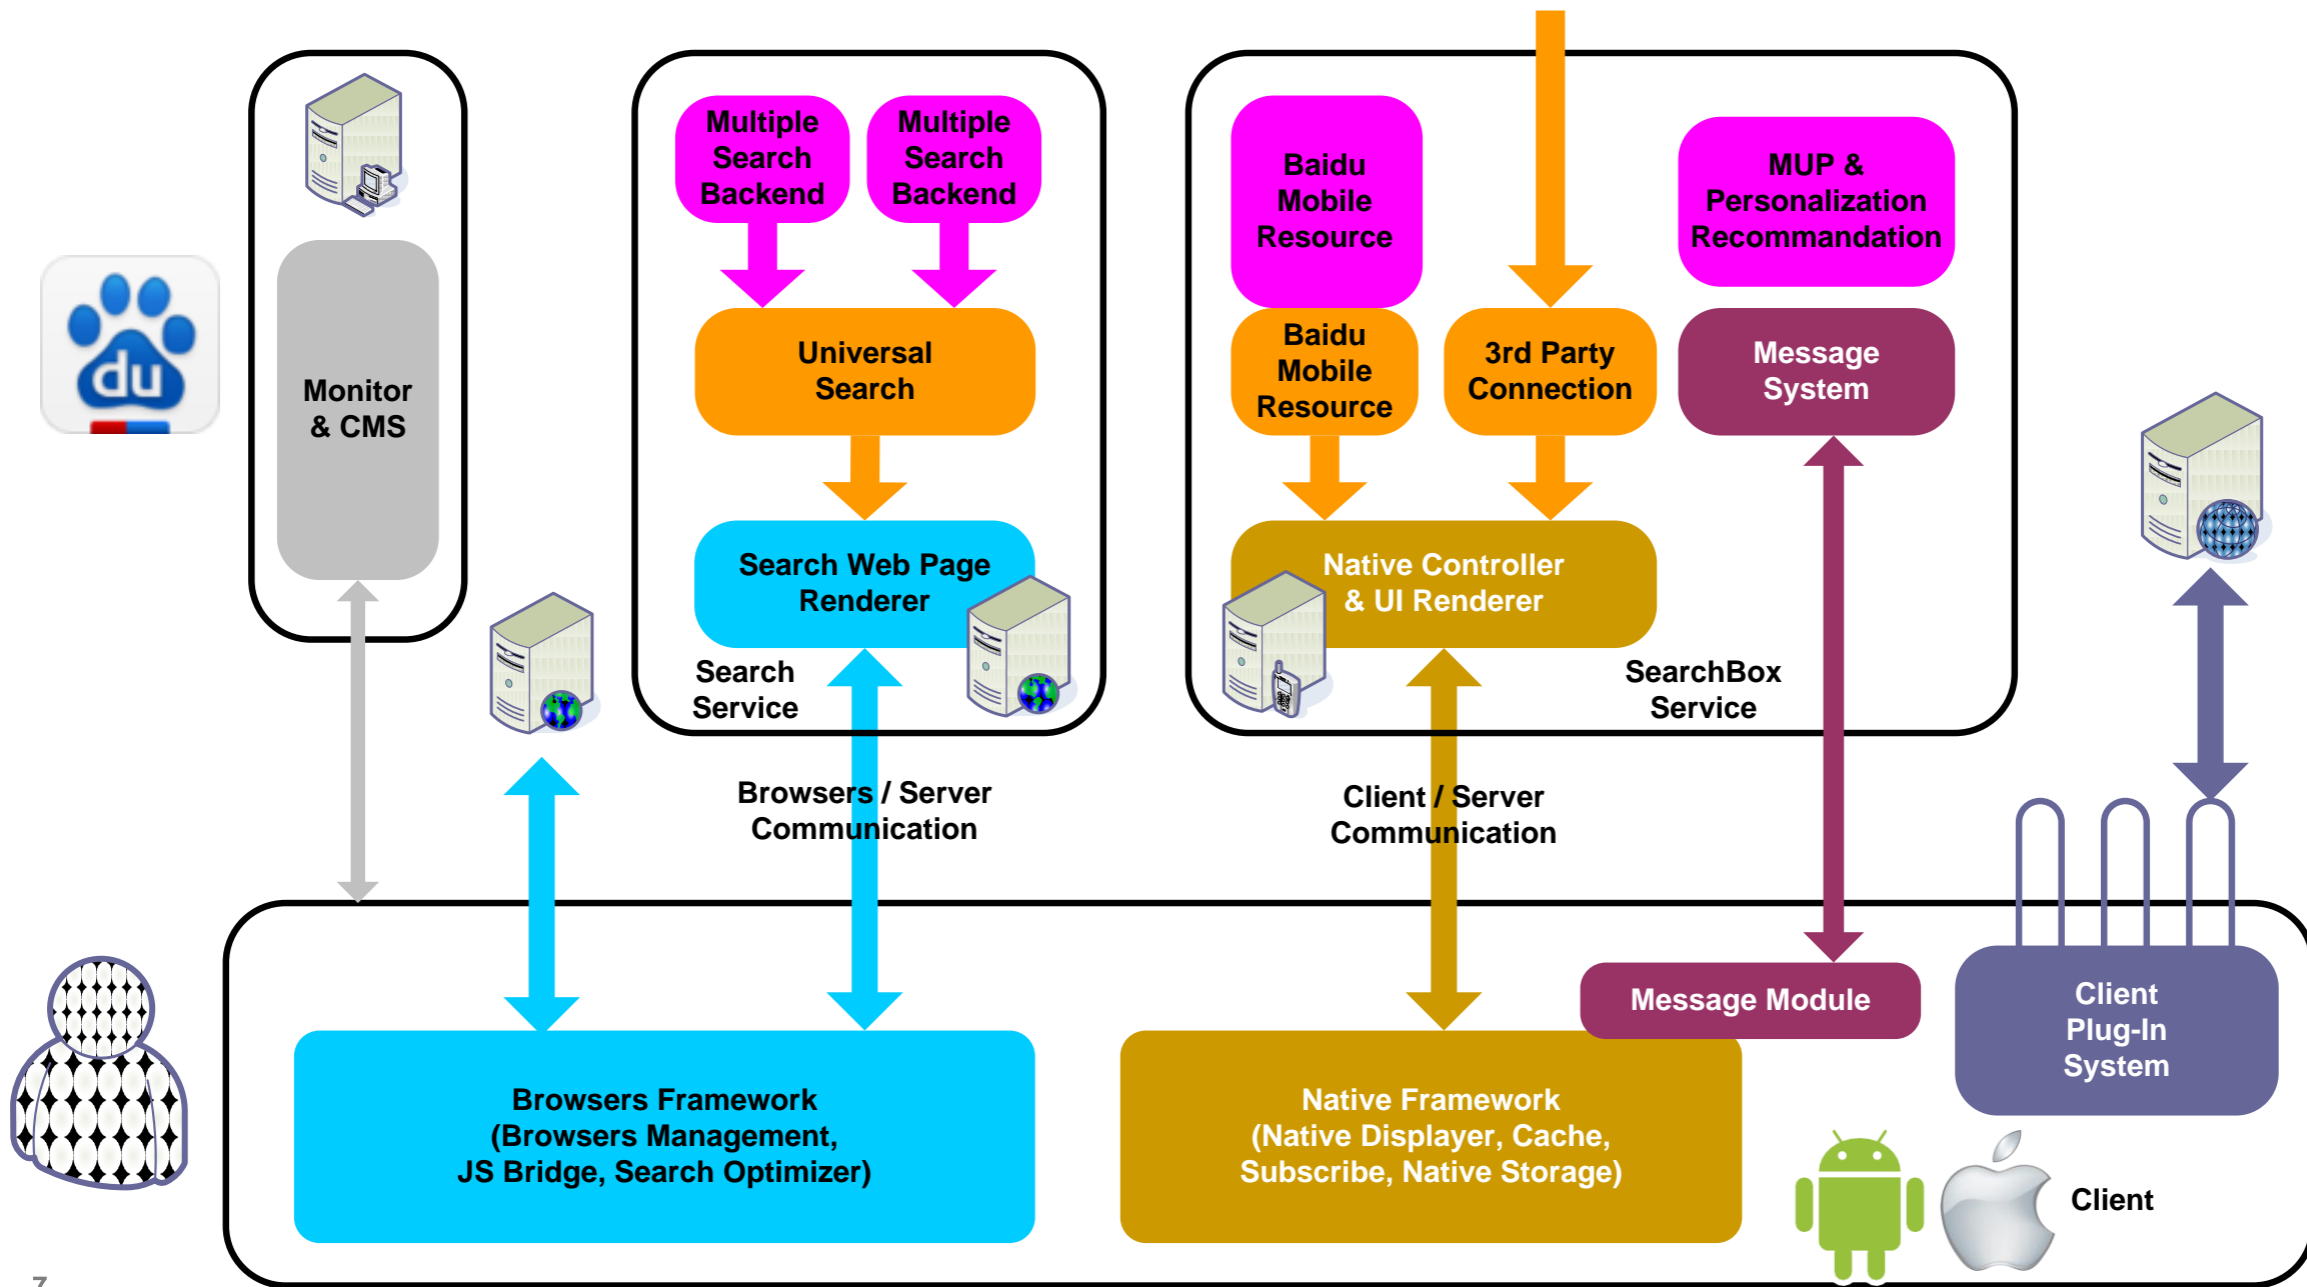 Multiple
Search
Backend
Multiple
Search
Backend
Baidu
Mobile
Resource
MUP &
Personalization
Recommandation
du
Monitor
& CMS
Universal
Search
Baidu
Mobile
Resource
3rd Party
Connection
Message
System
Search Web Page
Renderer
Native Controller
& UI Renderer
Search
Service
SearchBox
Service
Browsers / Server
Communication
Client / Server
Communication
Message Module
Client
Plug-In
System
Browsers Framework
(Browsers Management,
JS Bridge, Search Optimizer)
Native Framework
(Native Displayer, Cache,
Subscribe, Native Storage)
Client
7